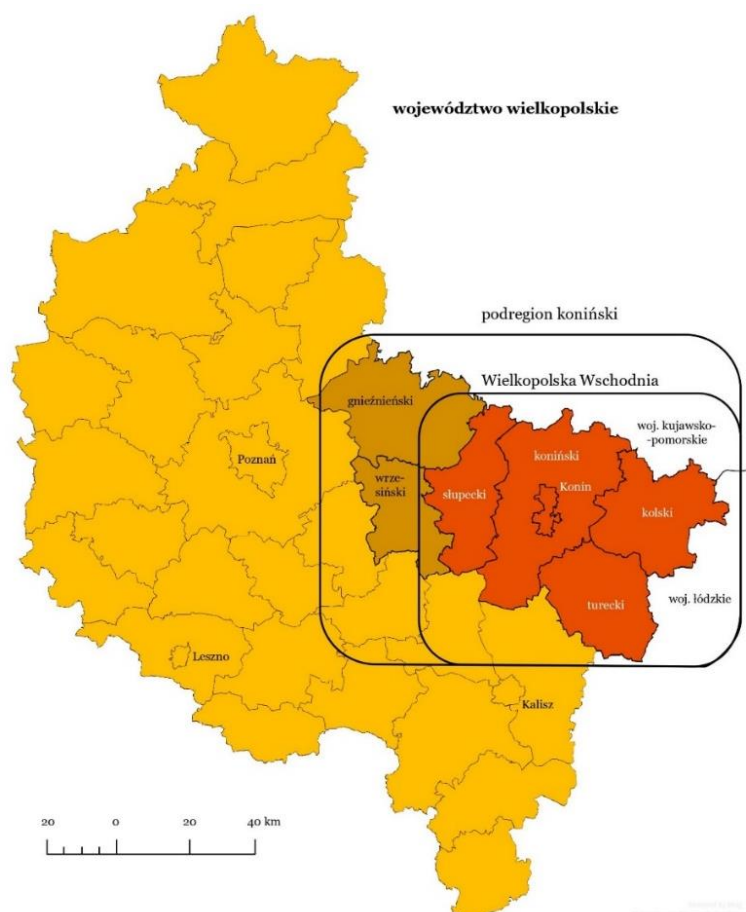 województwo wielkopolskie
podregion koniński
Wielkopolska Wschodnia
gnieźnieński
woj. kujawsko-
-pomorskie
koniński
Poznań
wrze-
siński
słupecki
Konin
kolski
turecki
woj. łódzkie
Leszno
Kalisz
20 0 20 40 km